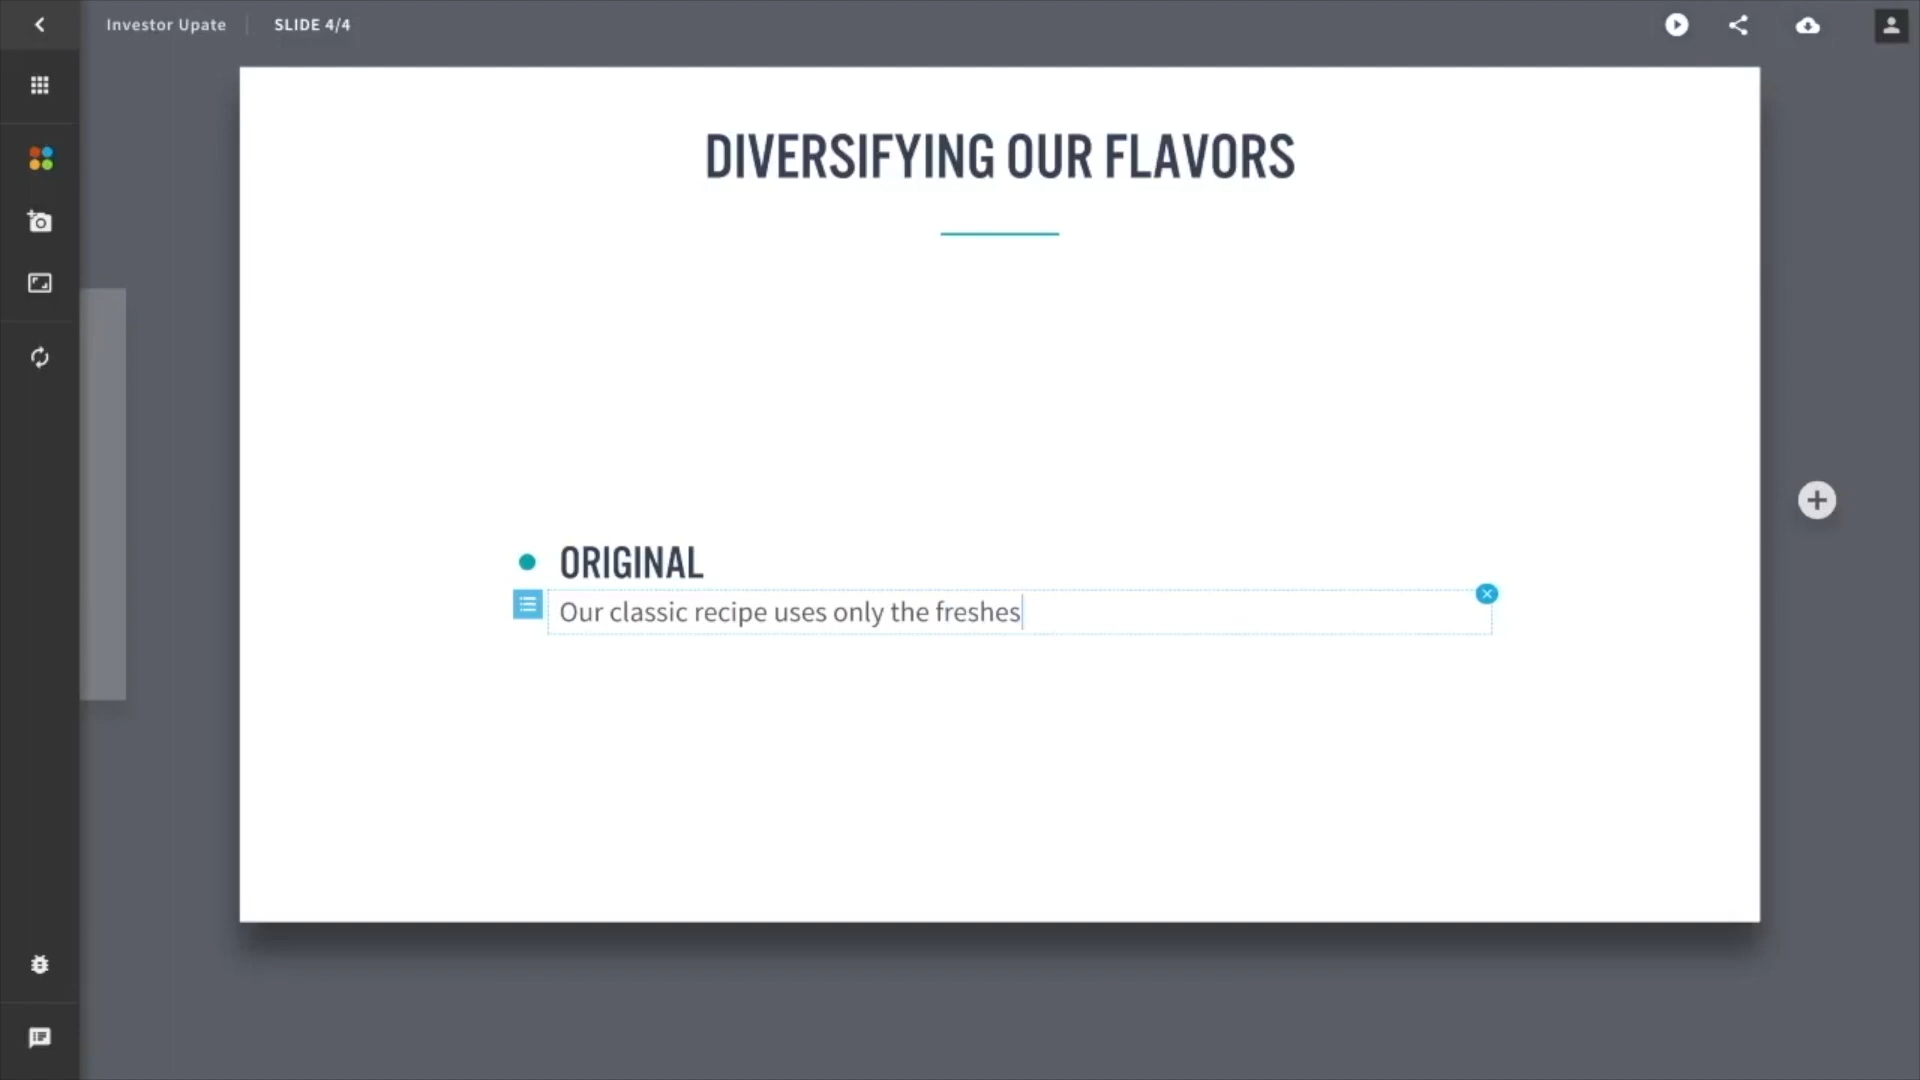 Investor Upate
SLIDE 4/4
DIVERSIFYING OUR FLAVORS
ORIGINAL
Our classic recipe uses only the freshes